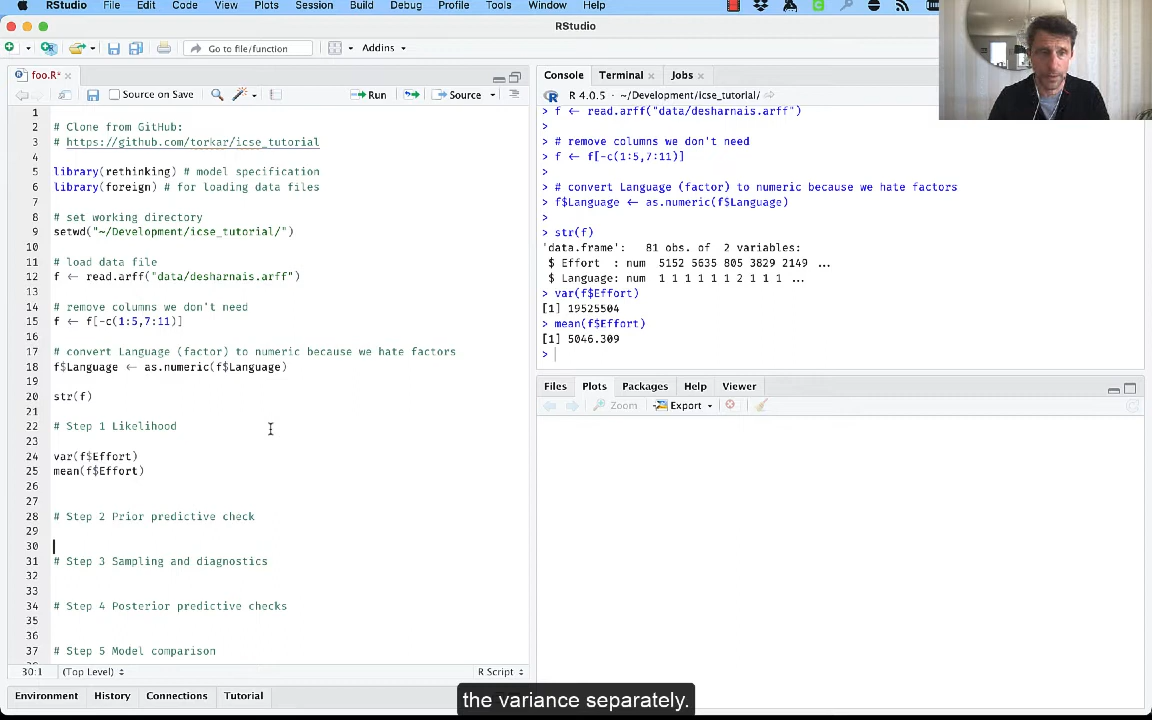 RStudio File Edit Code View Plots Session Build Debug Profile Tools Window Help
RStudio
Go to file/function Addins
foo.R*
Source on Save Run Source
1
2 # Clone from GitHub:
3 # https://github.com/torkar/icse_tutorial
4
5 library(rethinking) # model specification
6 library(foreign) # for loading data files
7
8 # set working directory
9 setwd("~/Development/icse_tutorial/")
10
11 # load data file
12 f ← read.arff("data/desharnais.arff")
13
14 # remove columns we don't need
15 f ← f[-c(1:5,7:11)]
16
17 # convert Language (factor) to numeric because we hate factors
18 f$Language ← as.numeric(f$Language)
19
20 str(f)
21
22 # Step 1 Likelihood
23
24 var(f$Effort)
25 mean(f$Effort)
26
27
28 # Step 2 Prior predictive check
29
30
31 # Step 3 Sampling and diagnostics
32
33
34 # Step 4 Posterior predictive checks
35
36
37 # Step 5 Model comparison
30:1 (Top Level) R Script
Environment History Connections Tutorial
Console Terminal Jobs
R 4.0.5 · ~/Development/icse_tutorial/
> f ← read.arff("data/desharnais.arff")
>
> # remove columns we don't need
> f ← f[-c(1:5,7:11)]
>
> # convert Language (factor) to numeric because we hate factors
> f$Language ← as.numeric(f$Language)
>
> str(f)
'data.frame': 81 obs. of 2 variables:
$ Effort : num 5152 5635 805 3829 2149 ...
$ Language: num 1 1 1 1 1 1 2 1 1 1 ...
> var(f$Effort)
[1] 19525504
> mean(f$Effort)
[1] 5046.309
>
Files Plots Packages Help Viewer
Zoom Export
the variance separately.